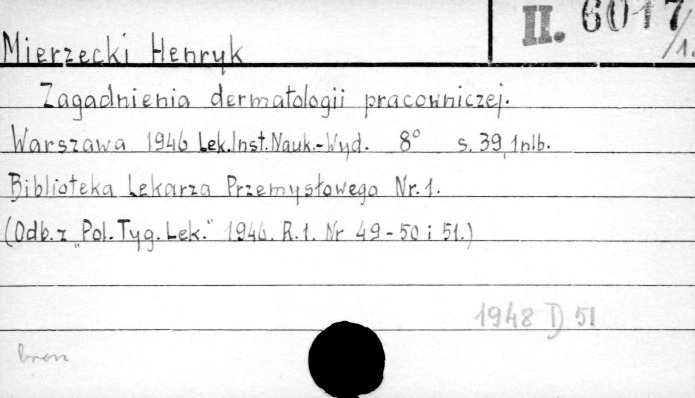 II. 6017/1.
Mierzecki Henryk
Zagadnienia dermatologii pracowniczej.
Warszawa 1946 Lek.Inst.Nauk.-Wyd. 8° s. 39, 1nlb.
Biblioteka Lekarza Przemysłowego Nr. 1.
(Odb. z „Pol. Tyg. Lek." 1946. R.1. Nr 49-50 i 51.)
1948 D 51
bron